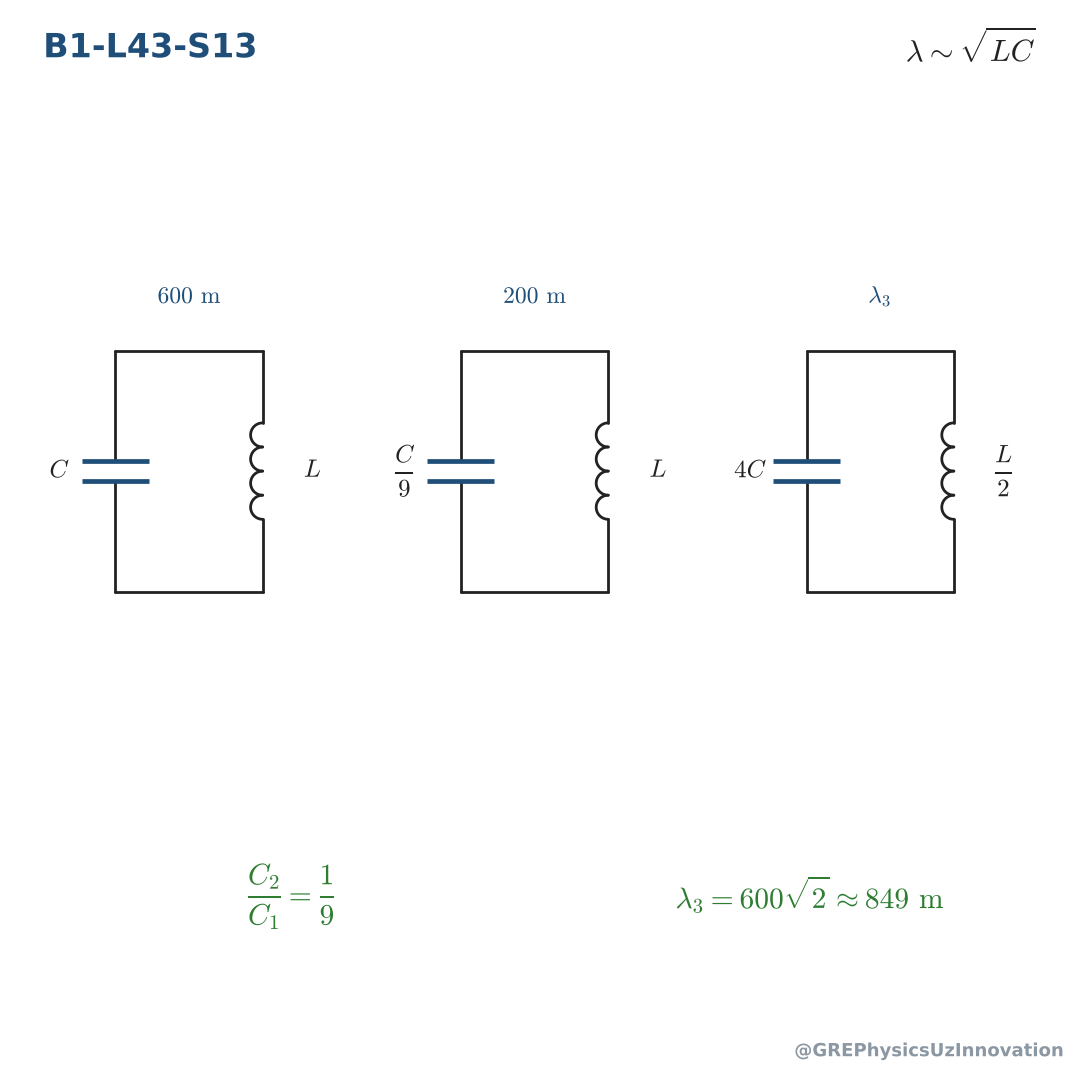 B1-L43-S13
λ ∼ √LC
600 m
200 m
λ₃
C
L
C/9
L
4C
L/2
C₂/C₁ = 1/9
λ₃ = 600√2 ≈ 849 m
@GREPhysicsUzInnovation